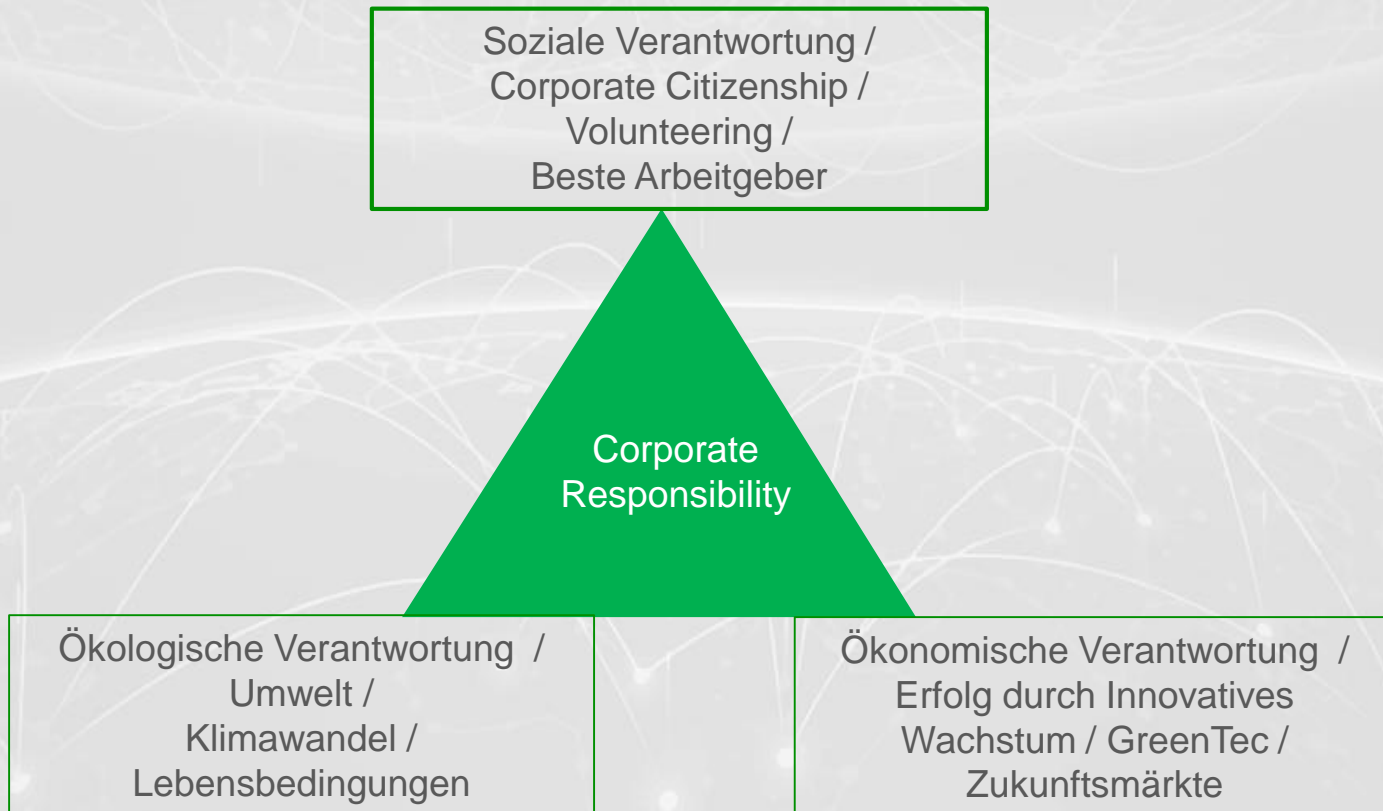 Soziale Verantwortung /
Corporate Citizenship /
Volunteering /
Beste Arbeitgeber
Corporate
Responsibility
Ökologische Verantwortung /
Umwelt /
Klimawandel /
Lebensbedingungen
Ökonomische Verantwortung /
Erfolg durch Innovatives
Wachstum / GreenTec /
Zukunftsmärkte